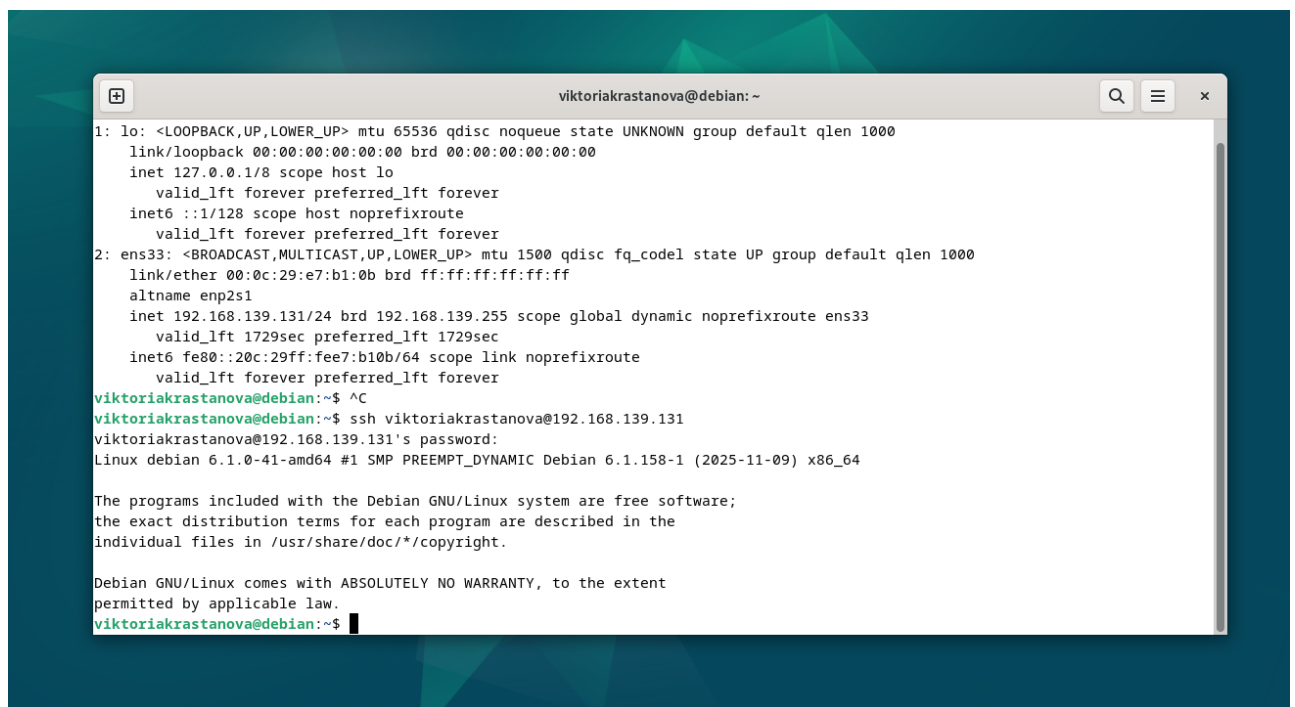 viktoriakrastanova@debian: ~
1: lo: <LOOPBACK,UP,LOWER_UP> mtu 65536 qdisc noqueue state UNKNOWN group default qlen 1000
    link/loopback 00:00:00:00:00:00 brd 00:00:00:00:00:00
    inet 127.0.0.1/8 scope host lo
       valid_lft forever preferred_lft forever
    inet6 ::1/128 scope host noprefixroute
       valid_lft forever preferred_lft forever
2: ens33: <BROADCAST,MULTICAST,UP,LOWER_UP> mtu 1500 qdisc fq_codel state UP group default qlen 1000
    link/ether 00:0c:29:e7:b1:0b brd ff:ff:ff:ff:ff:ff
    altname enp2s1
    inet 192.168.139.131/24 brd 192.168.139.255 scope global dynamic noprefixroute ens33
       valid_lft 1729sec preferred_lft 1729sec
    inet6 fe80::20c:29ff:fee7:b10b/64 scope link noprefixroute
       valid_lft forever preferred_lft forever
viktoriakrastanova@debian:~$ ^C
viktoriakrastanova@debian:~$ ssh viktoriakrastanova@192.168.139.131
viktoriakrastanova@192.168.139.131's password:
Linux debian 6.1.0-41-amd64 #1 SMP PREEMPT_DYNAMIC Debian 6.1.158-1 (2025-11-09) x86_64

The programs included with the Debian GNU/Linux system are free software;
the exact distribution terms for each program are described in the
individual files in /usr/share/doc/*/copyright.

Debian GNU/Linux comes with ABSOLUTELY NO WARRANTY, to the extent
permitted by applicable law.
viktoriakrastanova@debian:~$